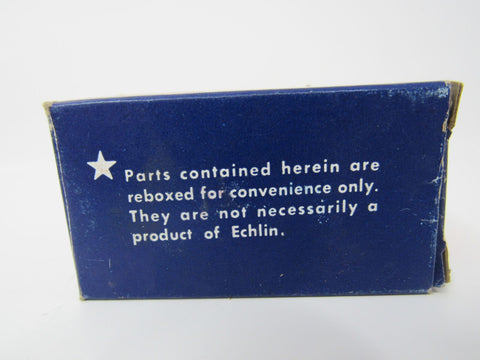 Parts contained herein are
reboxed for convenience only.
They are not necessarily a
product of Echlin.